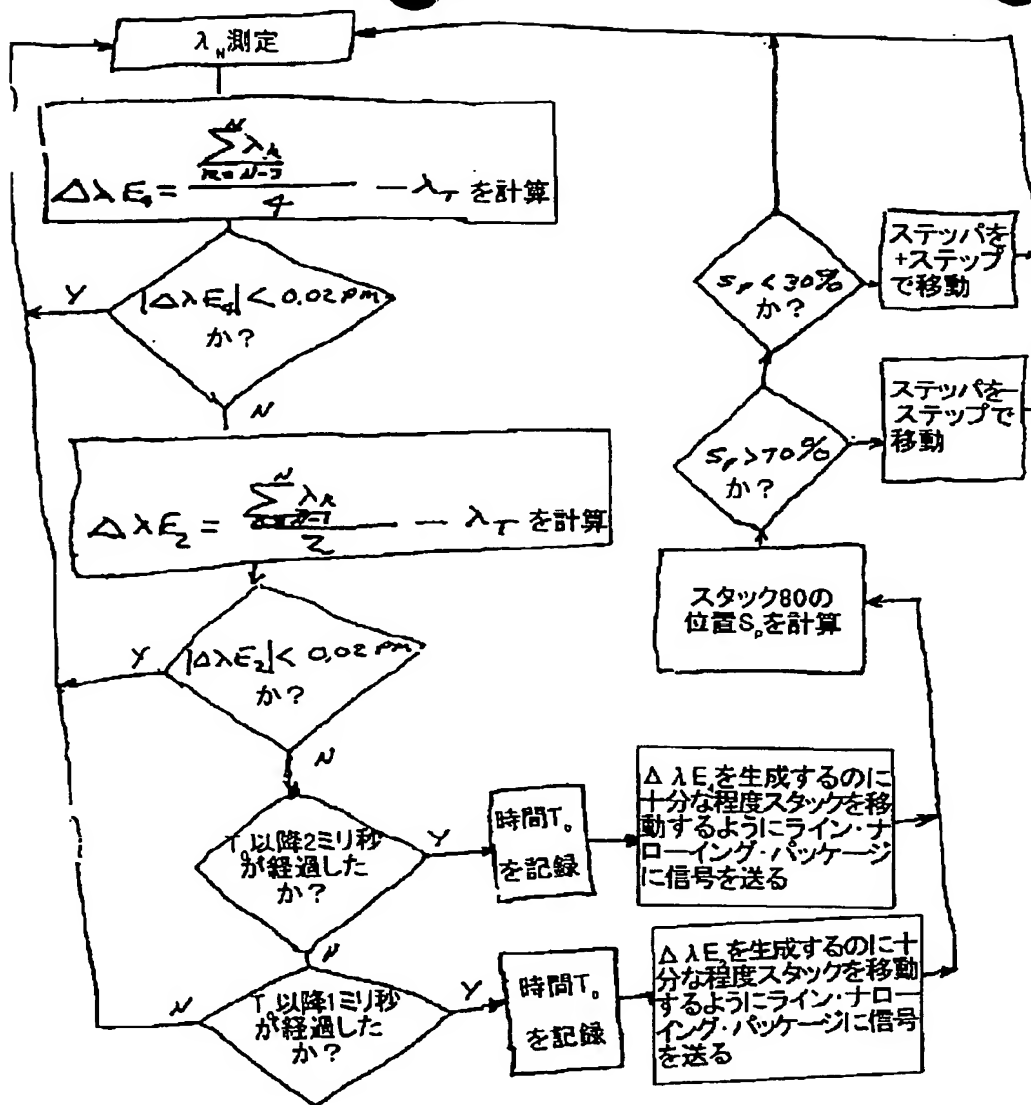 λN測定
N
Σ λR
R=N-3
ΔλE4= ― -λT を計算
4
|ΔλE4|<0.02pm
か?
Y
N
N
Σ λR
ΔλE2= ― - λT を計算
2
|ΔλE2|< 0.02pm
か?
Y
N
T0以降2ミリ秒
が経過した
か?
Y
N
時間T0
を記録
ΔλE4を生成するのに
十分な程度スタックを移
動するようにライン・ナ
ローイング・パッケージ
に信号を送る
T0以降1ミリ秒
が経過した
か?
N
Y
時間T0
を記録
ΔλE2を生成するのに十
分な程度スタックを移動
するようにライン・ナロー
イング・パッケージに信号
を送る
スタック80の
位置SPを計算
SP>70%
か?
ステッパを-
ステップで
移動
SP<30%
か?
ステッパを
+ステップ
で移動